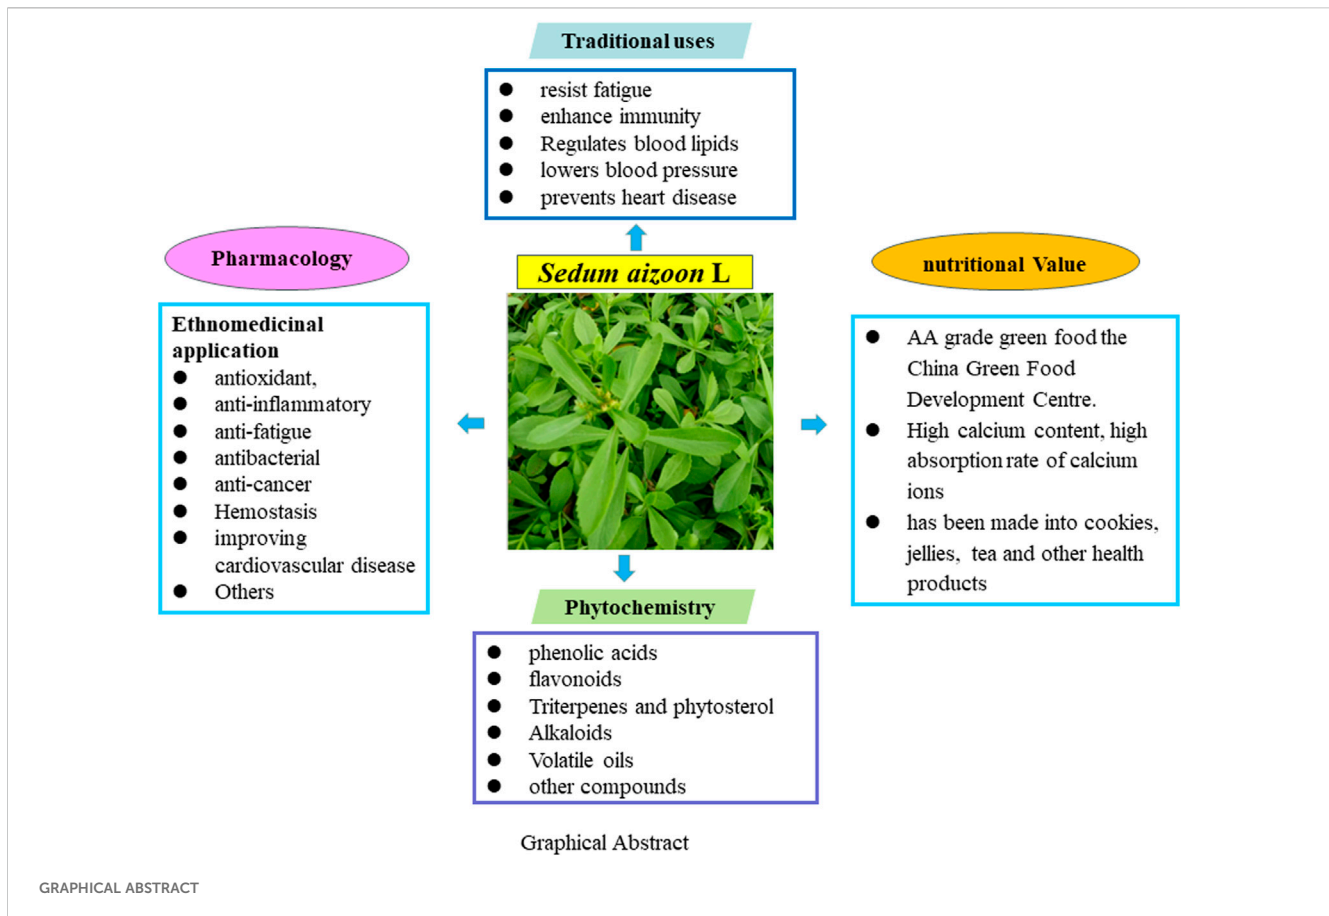 Traditional uses
resist fatigue
enhance immunity
Regulates blood lipids
lowers blood pressure
prevents heart disease
Pharmacology
Ethnomedicinal
application
antioxidant,
anti-inflammatory
anti-fatigue
antibacterial
anti-cancer
Hemostasis
improving
cardiovascular disease
Others
Sedum aizoon L
nutritional Value
AA grade green food the
China Green Food
Development Centre.
High calcium content, high
absorption rate of calcium
ions
has been made into cookies,
jellies, tea and other health
products
Phytochemistry
phenolic acids
flavonoids
Triterpenes and phytosterol
Alkaloids
Volatile oils
other compounds
Graphical Abstract
GRAPHICAL ABSTRACT